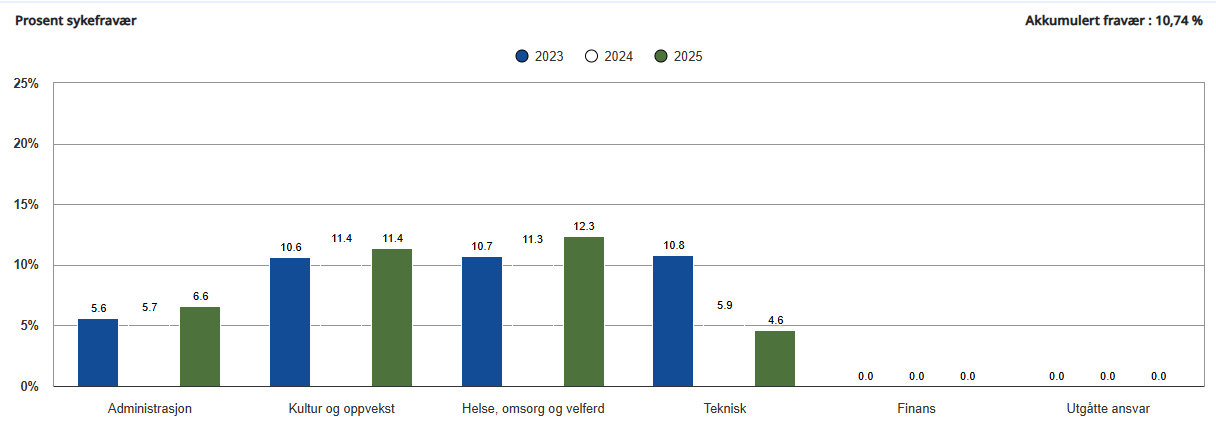 Prosent sykefravær
Akkumulert fravær : 10,74 %
2023 2024 2025
25%
20%
15%
10%
5%
0%
5.6 5.7 6.6
10.6 11.4 11.4
10.7 11.3 12.3
10.8 5.9 4.6
0.0 0.0 0.0
0.0 0.0 0.0
Administrasjon Kultur og oppvekst Helse, omsorg og velferd Teknisk Finans Utgåtte ansvar